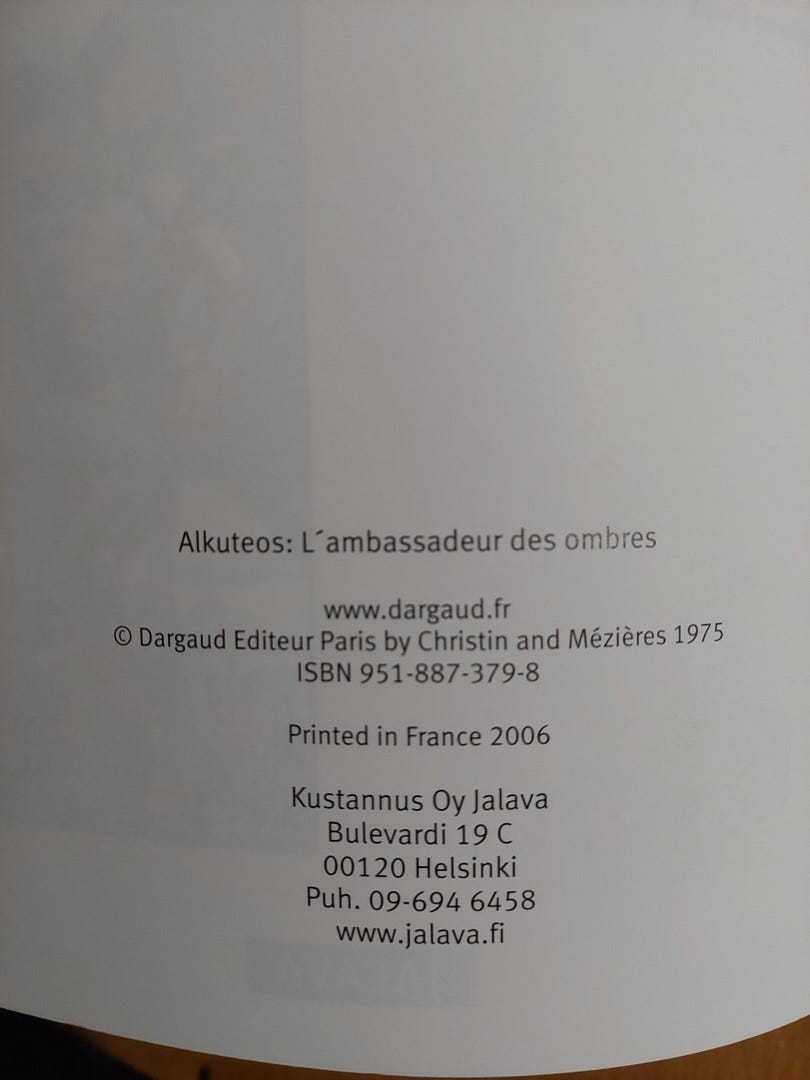 Alkuteos: L´ambassadeur des ombres
www.dargaud.fr
© Dargaud Editeur Paris by Christin and Mézières 1975
ISBN 951-887-379-8
Printed in France 2006
Kustannus Oy Jalava
Bulevardi 19 C
00120 Helsinki
Puh. 09-694 6458
www.jalava.fi